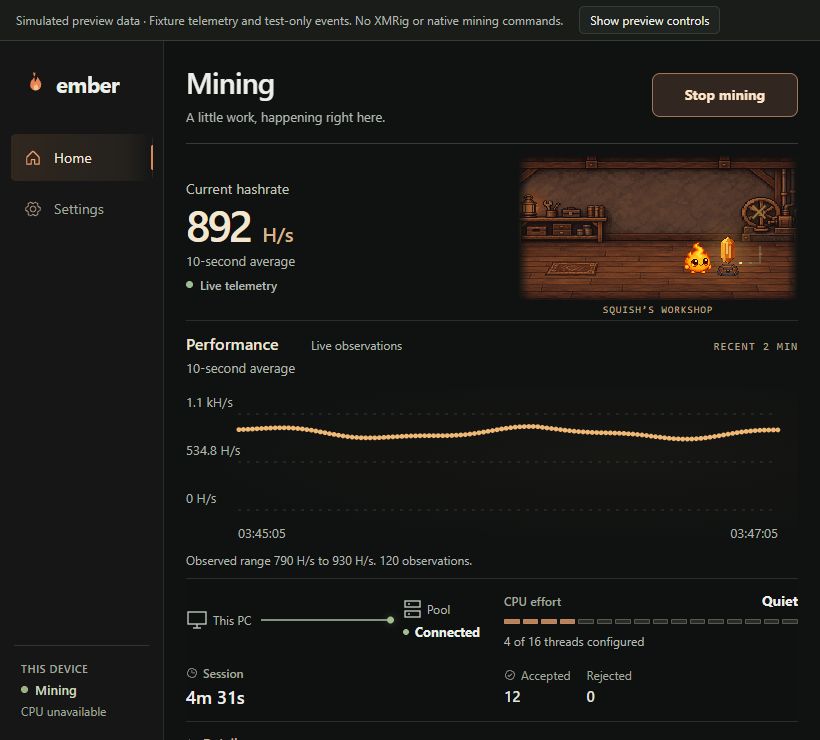 Simulated preview data · Fixture telemetry and test-only events. No XMRig or native mining commands.
Show preview controls
ember
Home
Settings
THIS DEVICE
Mining
CPU unavailable
Mining
A little work, happening right here.
Stop mining
Current hashrate
892 H/s
10-second average
Live telemetry
SQUISH'S WORKSHOP
Performance
Live observations
RECENT 2 MIN
10-second average
1.1 kH/s
534.8 H/s
0 H/s
03:45:05
03:47:05
Observed range 790 H/s to 930 H/s. 120 observations.
This PC
Pool
Connected
CPU effort
Quiet
4 of 16 threads configured
Session
4m 31s
Accepted
12
Rejected
0